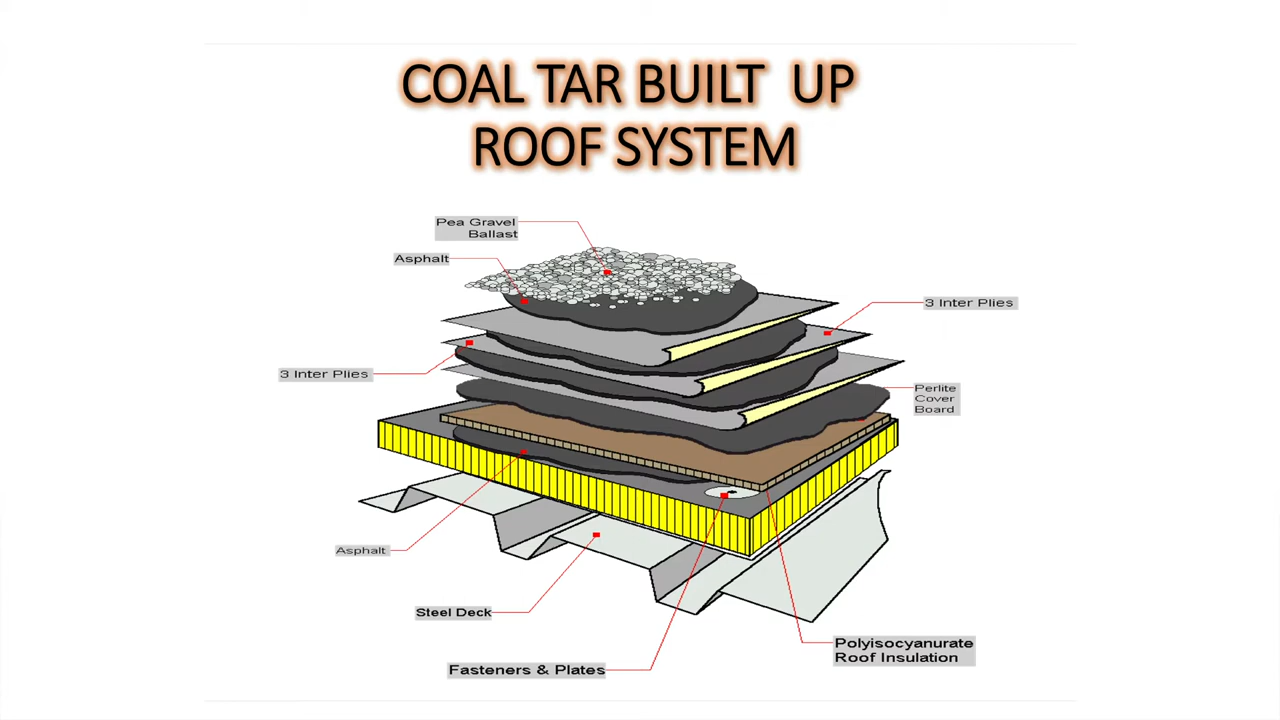 COAL TAR BUILT UP
ROOF SYSTEM
Pea Gravel
Ballast
Asphalt
3 Inter Plies
3 Inter Plies
Perlite
Cover
Board
Asphalt
Steel Deck
Polyisocyanurate
Roof Insulation
Fasteners & Plates